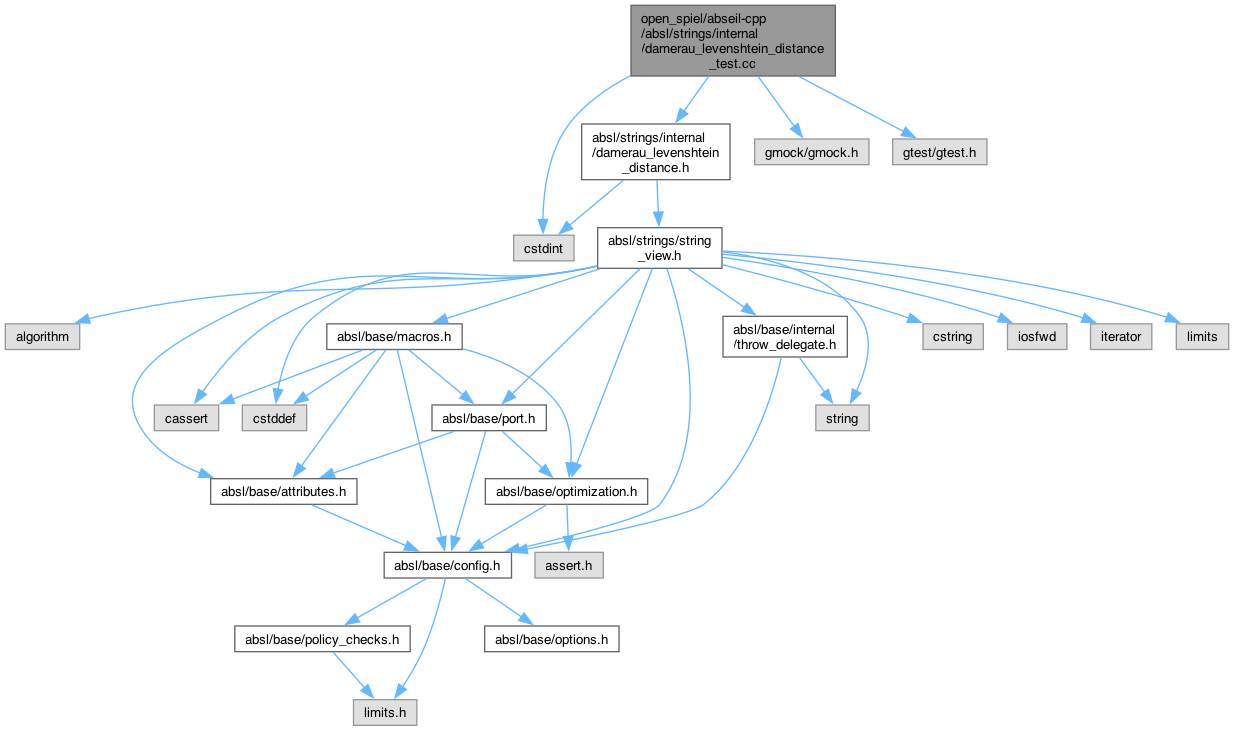 open_spiel/abseil-cpp
/absl/strings/internal
/damerau_levenshtein_distance
_test.cc
absl/strings/internal
/damerau_levenshtein
_distance.h
gmock/gmock.h
gtest/gtest.h
cstdint
absl/strings/string
_view.h
algorithm
absl/base/macros.h
absl/base/internal
/throw_delegate.h
cstring
iosfwd
iterator
limits
cassert
cstddef
absl/base/port.h
string
absl/base/attributes.h
absl/base/optimization.h
absl/base/config.h
assert.h
absl/base/policy_checks.h
absl/base/options.h
limits.h